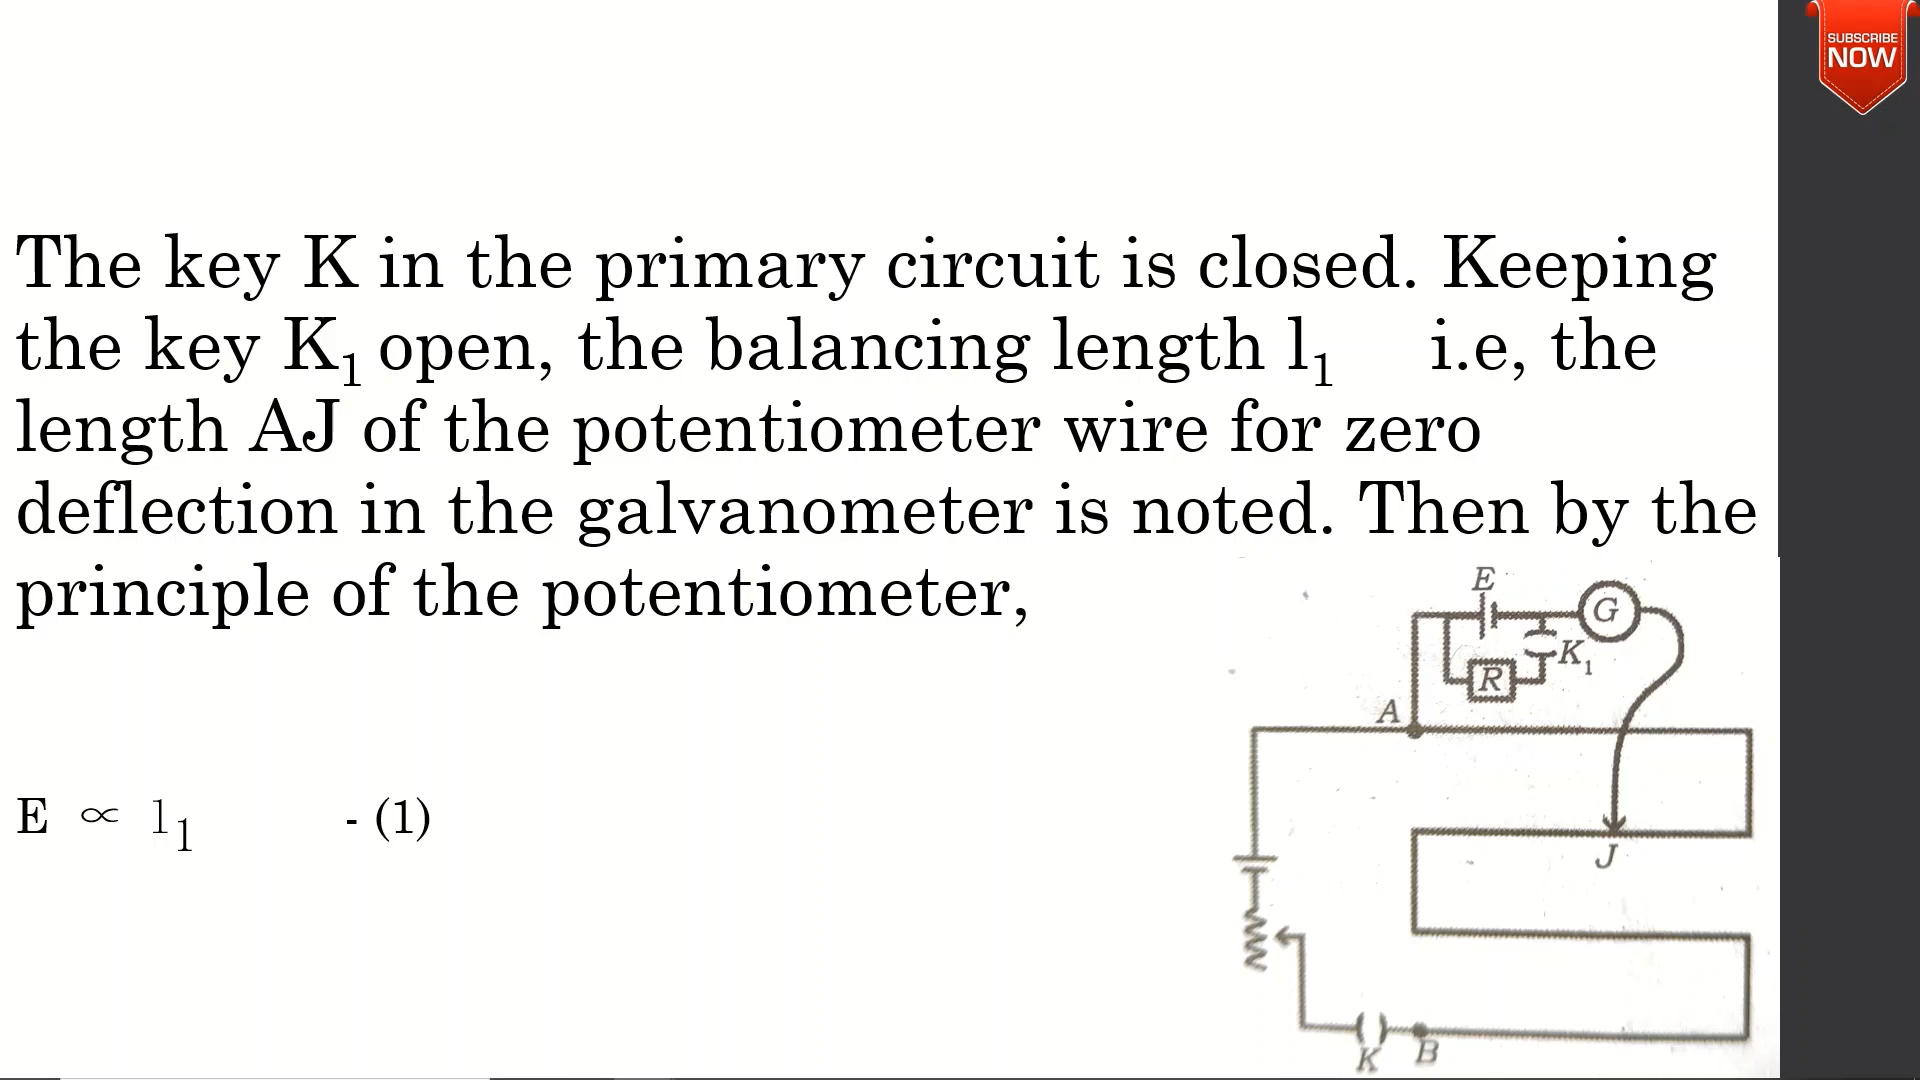 SUBSCRIBE
NOW
The key K in the primary circuit is closed. Keeping
the key K₁ open, the balancing length l₁ i.e, the
length AJ of the potentiometer wire for zero
deflection in the galvanometer is noted. Then by the
principle of the potentiometer,
E ∝ l₁ - (1)
E
G
K₁
R
A
J
K
B